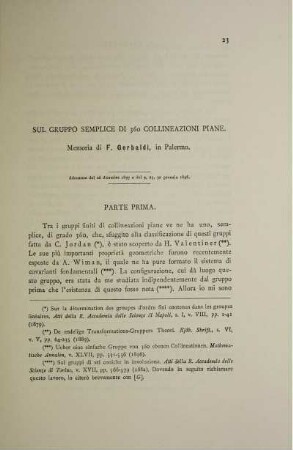 23
SUL GRUPPO SEMPLICE DI 360 COLLINEAZIONI PIANE.
Memoria di F. Gerbaldi, in Palermo.
Adunanze del 26 dicembre 1897 e del 9, 23, 30 gennaio 1898.
PARTE PRIMA.
Tra i gruppi finiti di collineazioni piane ve ne ha uno, sem-
plice, di grado 360, che, sfuggito alla classificazione di questi gruppi
fatta da C. Jordan (*), è stato scoperto da H. Valentiner (**).
Le sue più importanti proprietà geometriche furono recentemente
esposte da A. Wiman, il quale ne ha pure formato il sistema di
covarianti fondamentali (***). La configurazione, cui dà luogo
questo gruppo, era stata da me studiata indipendentemente dal gruppo
prima che l'esistenza di questo fosse nota (****). Allora io mi sono
(*) Sur la détermination des groupes d'ordre fini contenus dans les groupes
linéaires, Atti della R. Accademia delle Scienze di Napoli, s. I, v. VIII, pp. 1-41
(1879).
(**) De endelige Transformations-Gruppers Theori. Kjöb. Skrift., s. VI,
v. V, pp. 64-235 (1889).
(***) Ueber eine einfache Gruppe von 360 ebenen Collineationen. Mathema-
tische Annalen, v. XLVII, pp. 531-556 (1896).
(****) Sui gruppi di sei coniche in involuzione. Atti della R. Accademia delle
Scienze di Torino, v. XVII, pp. 566-579 (1882). Dovendo in seguito richiamare
questo lavoro, lo citerò brevemente con [G].